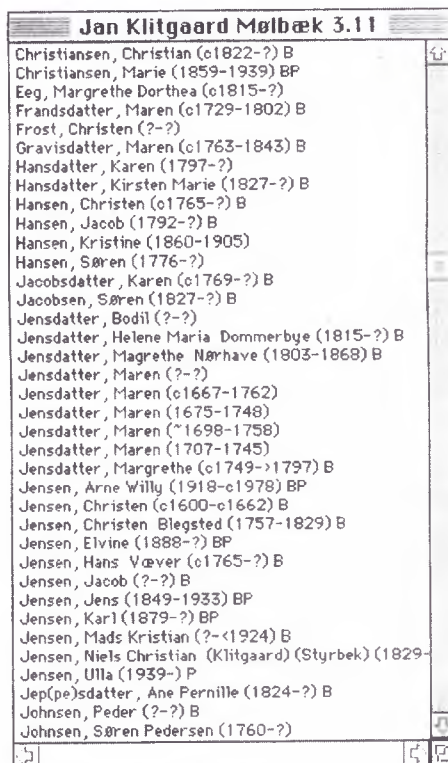 Jan Klitgaard Mølbæk 3.11
Christiansen, Christian (c1822-?) B
Christiansen, Marie (1859-1939) BP
Eeg, Margrethe Dorthea (c1815-?)
Frandsdatter, Maren (c1729-1802) B
Frost, Christen (?-?)
Gravisdatter, Maren (c1763-1843) B
Hansdatter, Karen (1797-?)
Hansdatter, Kirsten Marie (1827-?) B
Hansen, Christen (c1765-?) B
Hansen, Jacob (1792-?) B
Hansen, Kristine (1860-1905)
Hansen, Søren (1776-?)
Jacobsdatter, Karen (c1769-?) B
Jacobsen, Søren (1827-?) B
Jensdatter, Bodil (?-?)
Jensdatter, Helene Maria Dommerbye (1815-?) B
Jensdatter, Magrethe Nørhave (1803-1868) B
Jensdatter, Maren (?-?)
Jensdatter, Maren (c1667-1762)
Jensdatter, Maren (1675-1748)
Jensdatter, Maren (~1698-1758)
Jensdatter, Maren (1707-1745)
Jensdatter, Margrethe (c1749->1797) B
Jensen, Arne Willy (1918-c1978) BP
Jensen, Christen (c1600-c1662) B
Jensen, Christen Blegsted (1757-1829) B
Jensen, Elvine (1888-?) BP
Jensen, Hans Væver (c1765-?) B
Jensen, Jacob (?-?) B
Jensen, Jens (1849-1933) BP
Jensen, Karl (1879-?) BP
Jensen, Mads Kristian (?-<1924) B
Jensen, Niels Christian (Klitgaard) (Styrbek) (1829-
Jensen, Ulla (1939-) P
Jep(pe)sdatter, Ane Pernille (1824-?) B
Johnsen, Peder (?-?) B
Johnsen, Søren Pedersen (1760-?)